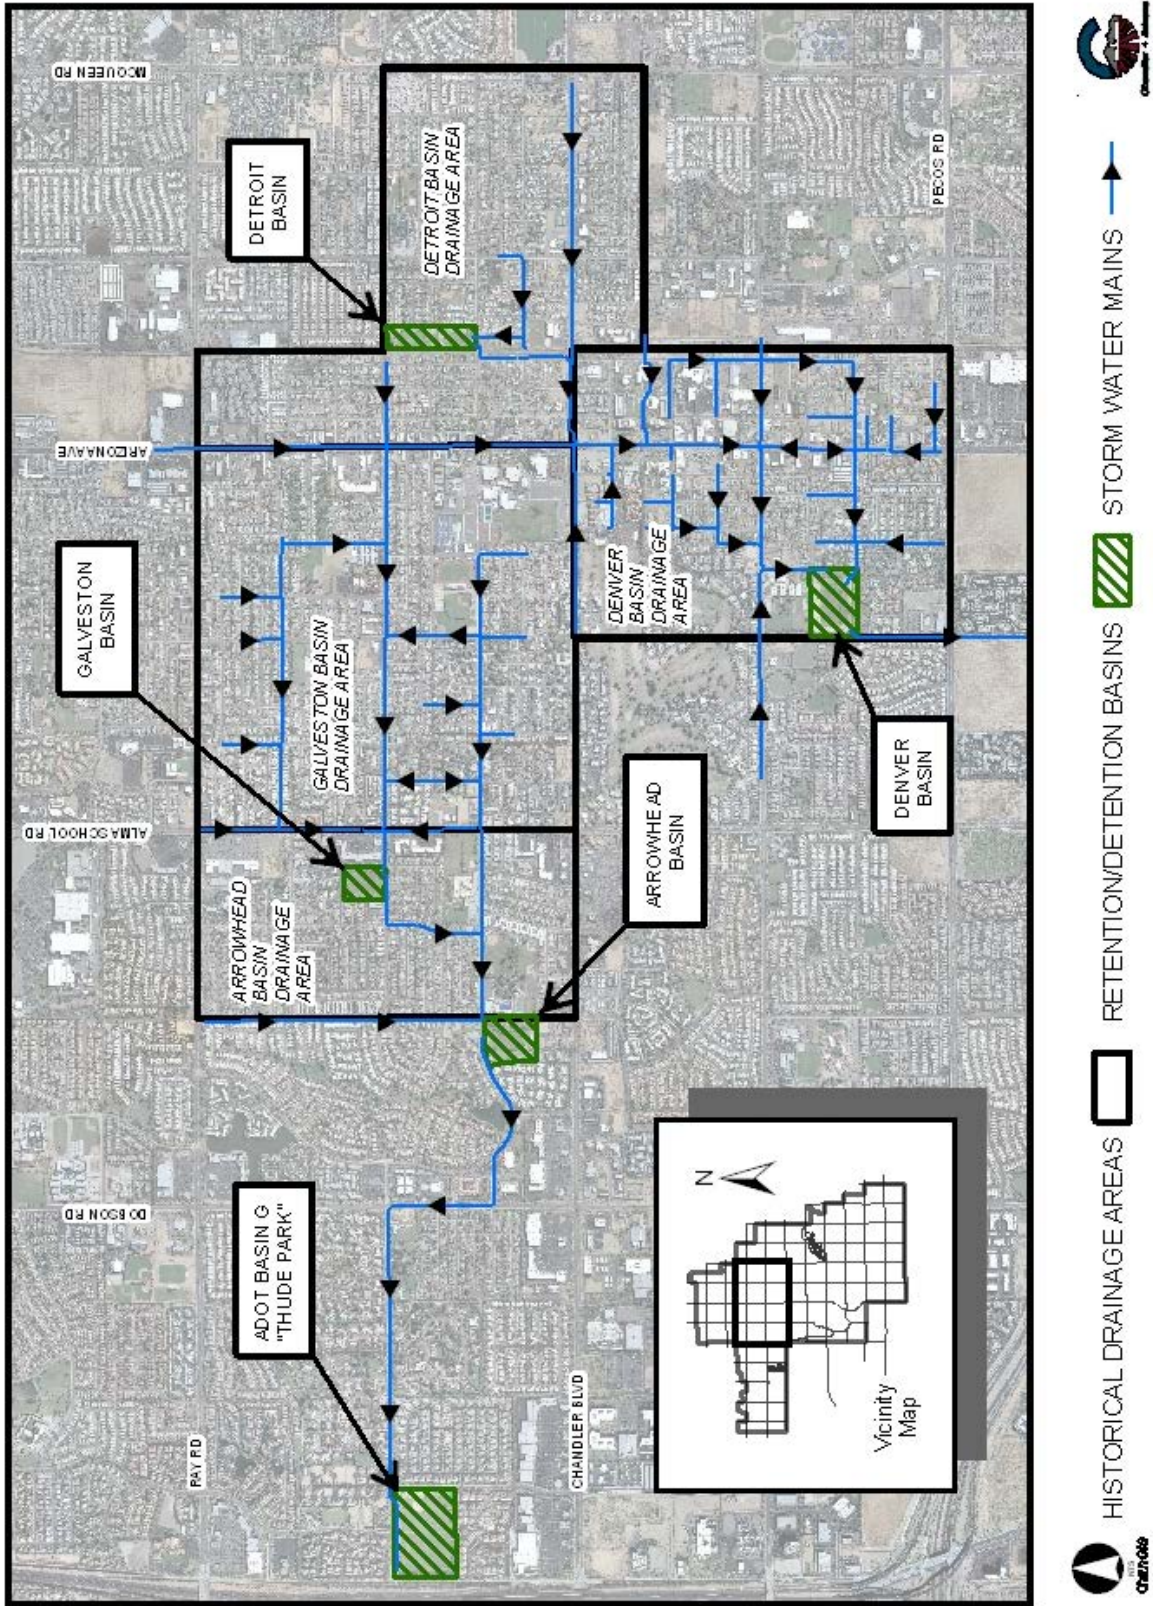 MCQUEEN RD
ARIZONA AVE
ALMA SCHOOL RD
DOBSON RD
RAY RD
CHANDLER BLVD
PECOS RD
ADOT BASIN G
"THUDE PARK"
GALVESTON
BASIN
DETROIT
BASIN
ARROWHEAD
BASIN
DENVER
BASIN
ARROWHEAD
BASIN
DRAINAGE
AREA
GALVESTON BASIN
DRAINAGE AREA
DETROIT BASIN
DRAINAGE AREA
DENVER
BASIN
DRAINAGE
AREA
N
Vicinity
Map
NTS
HISTORICAL DRAINAGE AREAS
RETENTION/DETENTION BASINS
STORM WATER MAINS